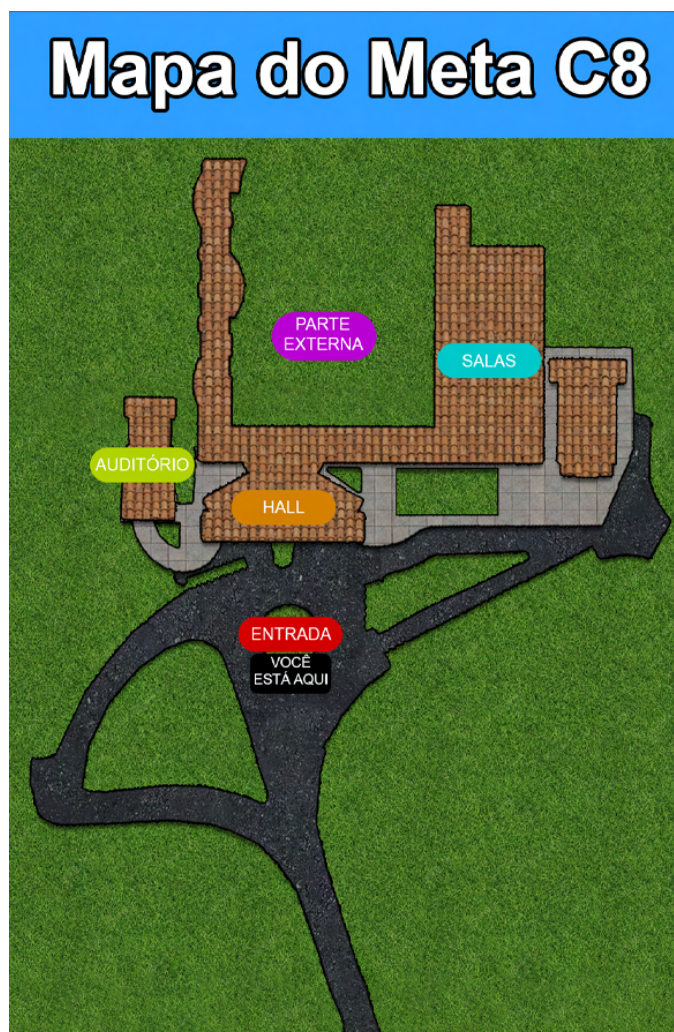 Mapa do Meta C8
PARTE
EXTERNA
SALAS
AUDITÓRIO
HALL
ENTRADA
VOCÊ
ESTÁ AQUI